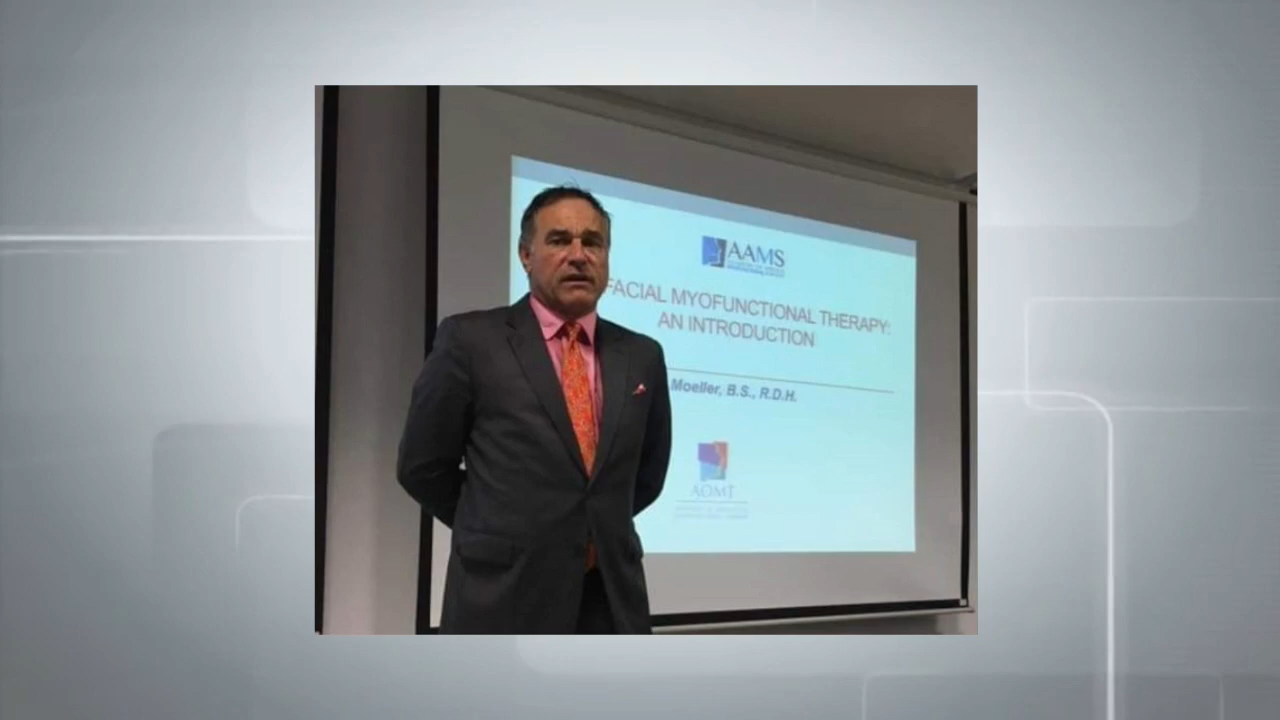 AAMS
FACIAL MYOFUNCTIONAL THERAPY:
AN INTRODUCTION
Moeller, B.S., R.D.H.
AOMT